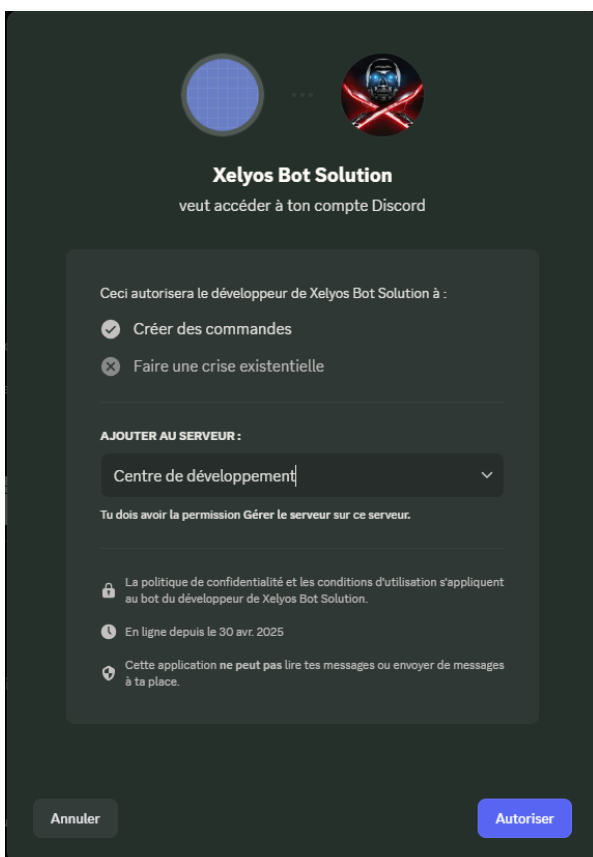 Xelyos Bot Solution
veut accéder à ton compte Discord
Ceci autorisera le développeur de Xelyos Bot Solution à :
Créer des commandes
Faire une crise existentielle
AJOUTER AU SERVEUR :
Centre de développement
Tu dois avoir la permission Gérer le serveur sur ce serveur.
La politique de confidentialité et les conditions d'utilisation s'appliquent
au bot du développeur de Xelyos Bot Solution.
En ligne depuis le 30 avr. 2025
Cette application ne peut pas lire tes messages ou envoyer de messages
à ta place.
Annuler
Autoriser